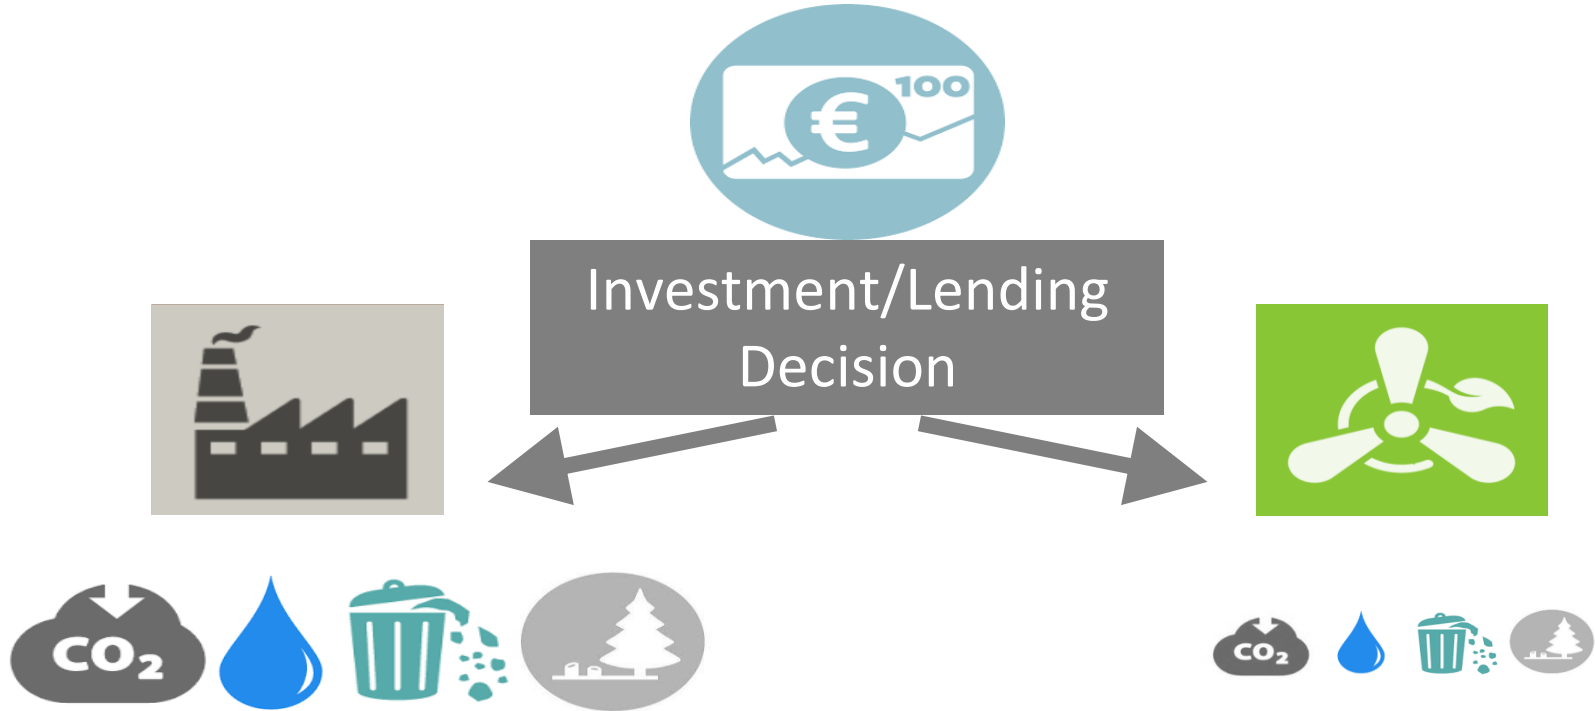 € 100
Investment/Lending
Decision
CO₂
CO₂